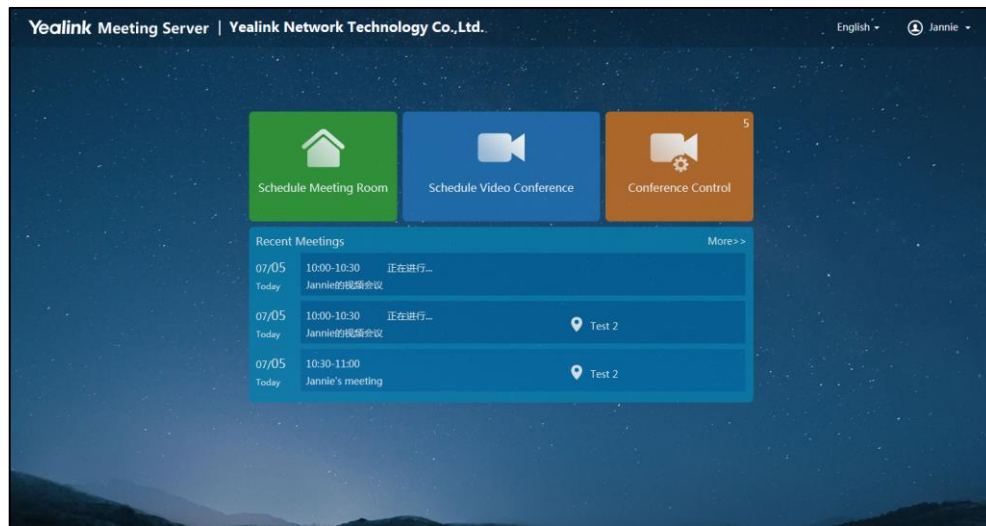 Yealink Meeting Server | Yealink Network Technology Co.,Ltd.
English
Jannie
5
Schedule Meeting Room
Schedule Video Conference
Conference Control
Recent Meetings
More>>
07/05
Today
10:00-10:30 正在进行...
Jannie的视频会议
07/05
Today
10:00-10:30 正在进行...
Jannie的视频会议
Test 2
07/05
Today
10:30-11:00
Jannie's meeting
Test 2